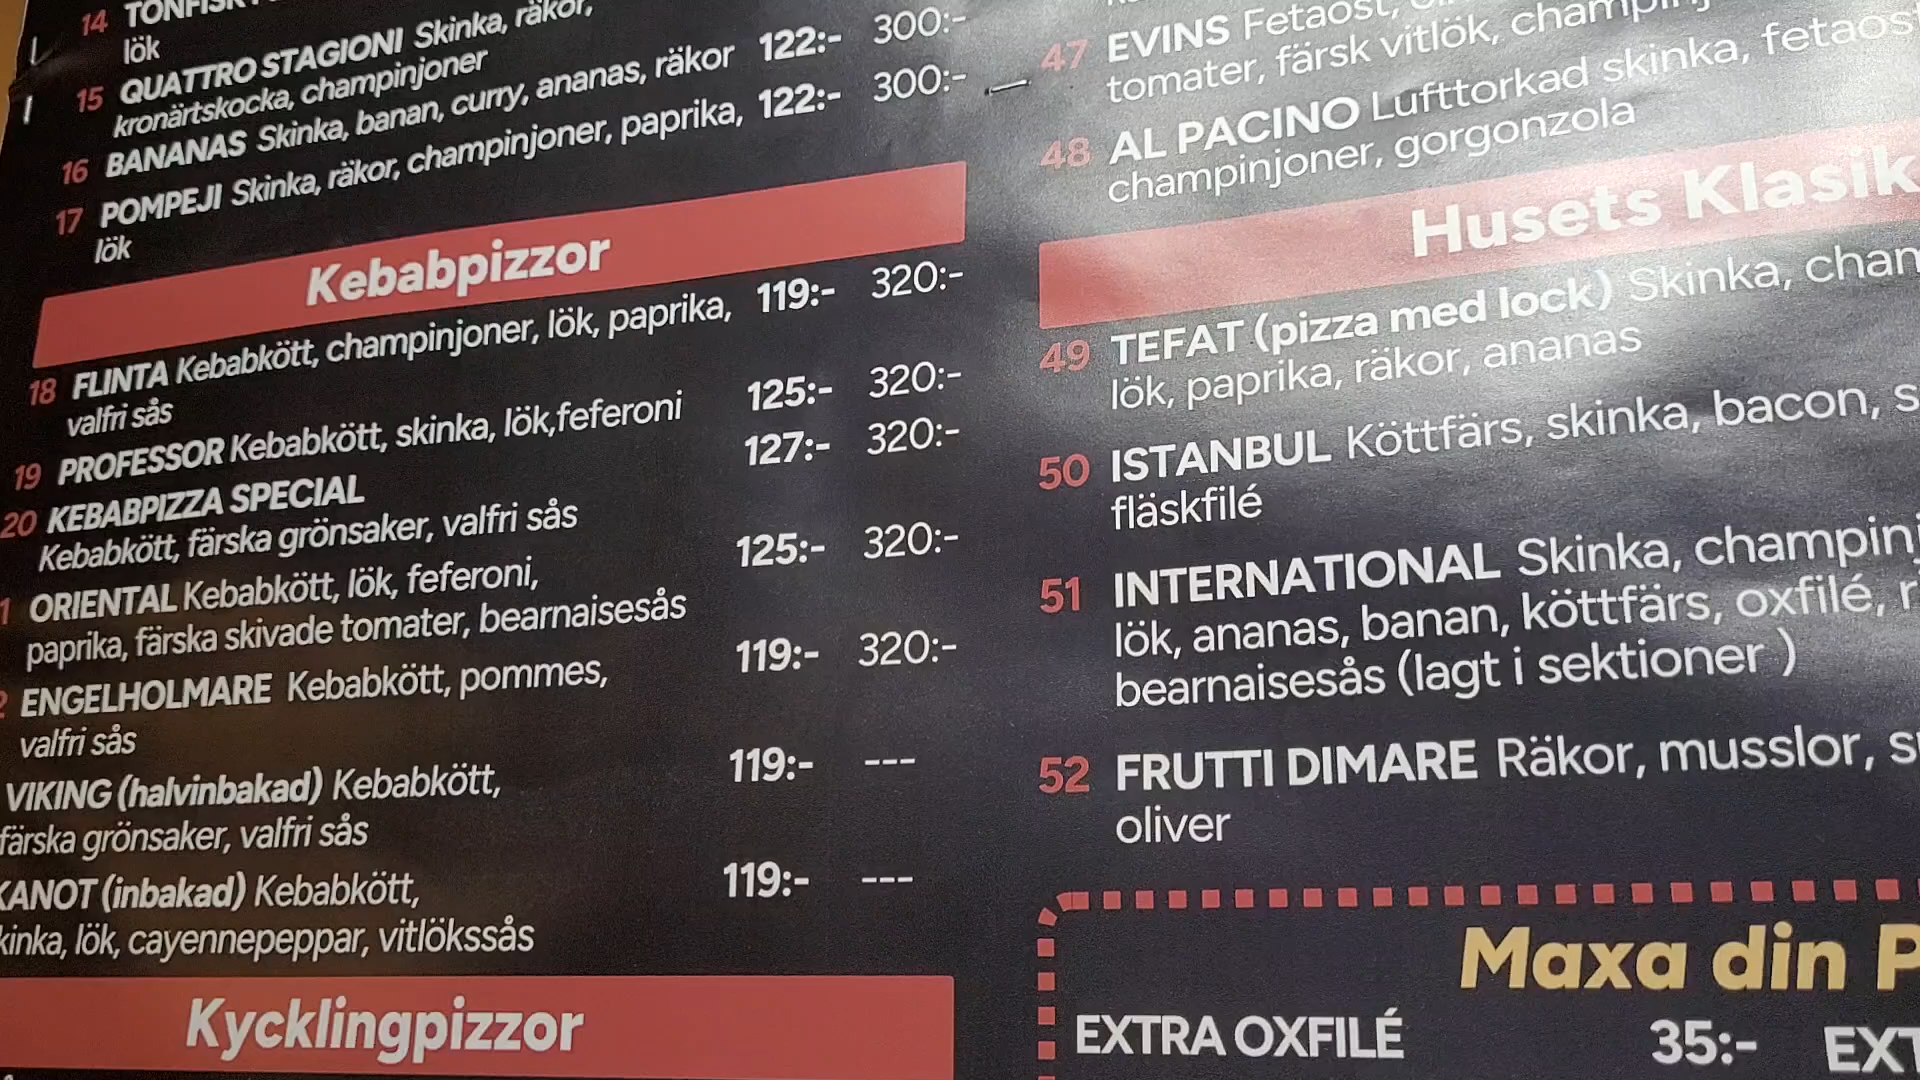 14 TONFISK
lök
15 QUATTRO STAGIONI Skinka, räkor,
kronärtskocka, champinjoner
16 BANANAS Skinka, banan, curry, ananas, räkor 122:- 300:-
17 POMPEJI Skinka, räkor, champinjoner, paprika, 122:- 300:-
lök
Kebabpizzor
18 FLINTA Kebabkött, champinjoner, lök, paprika, 119:- 320:-
valfri sås
19 PROFESSOR Kebabkött, skinka, lök,feferoni 125:- 320:-
20 KEBABPIZZA SPECIAL 127:- 320:-
Kebabkött, färska grönsaker, valfri sås
1 ORIENTAL Kebabkött, lök, feferoni, 125:- 320:-
paprika, färska skivade tomater, bearnaisesås
2 ENGELHOLMARE Kebabkött, pommes, 119:- 320:-
valfri sås
VIKING (halvinbakad) Kebabkött, 119:- ---
färska grönsaker, valfri sås
KANOT (inbakad) Kebabkött, 119:- ---
kinka, lök, cayennepeppar, vitlökssås
Kycklingpizzor
47 EVINS Fetaost,
tomater, färsk vitlök, champinj
48 AL PACINO Lufttorkad skinka, fetaost
champinjoner, gorgonzola
Husets Klasik
49 TEFAT (pizza med lock) Skinka, cham
lök, paprika, räkor, ananas
50 ISTANBUL Köttfärs, skinka, bacon, s
fläskfilé
51 INTERNATIONAL Skinka, champinj
lök, ananas, banan, köttfärs, oxfilé, r
bearnaisesås (lagt i sektioner )
52 FRUTTI DIMARE Räkor, musslor, s
oliver
Maxa din P
EXTRA OXFILÉ 35:- EXT